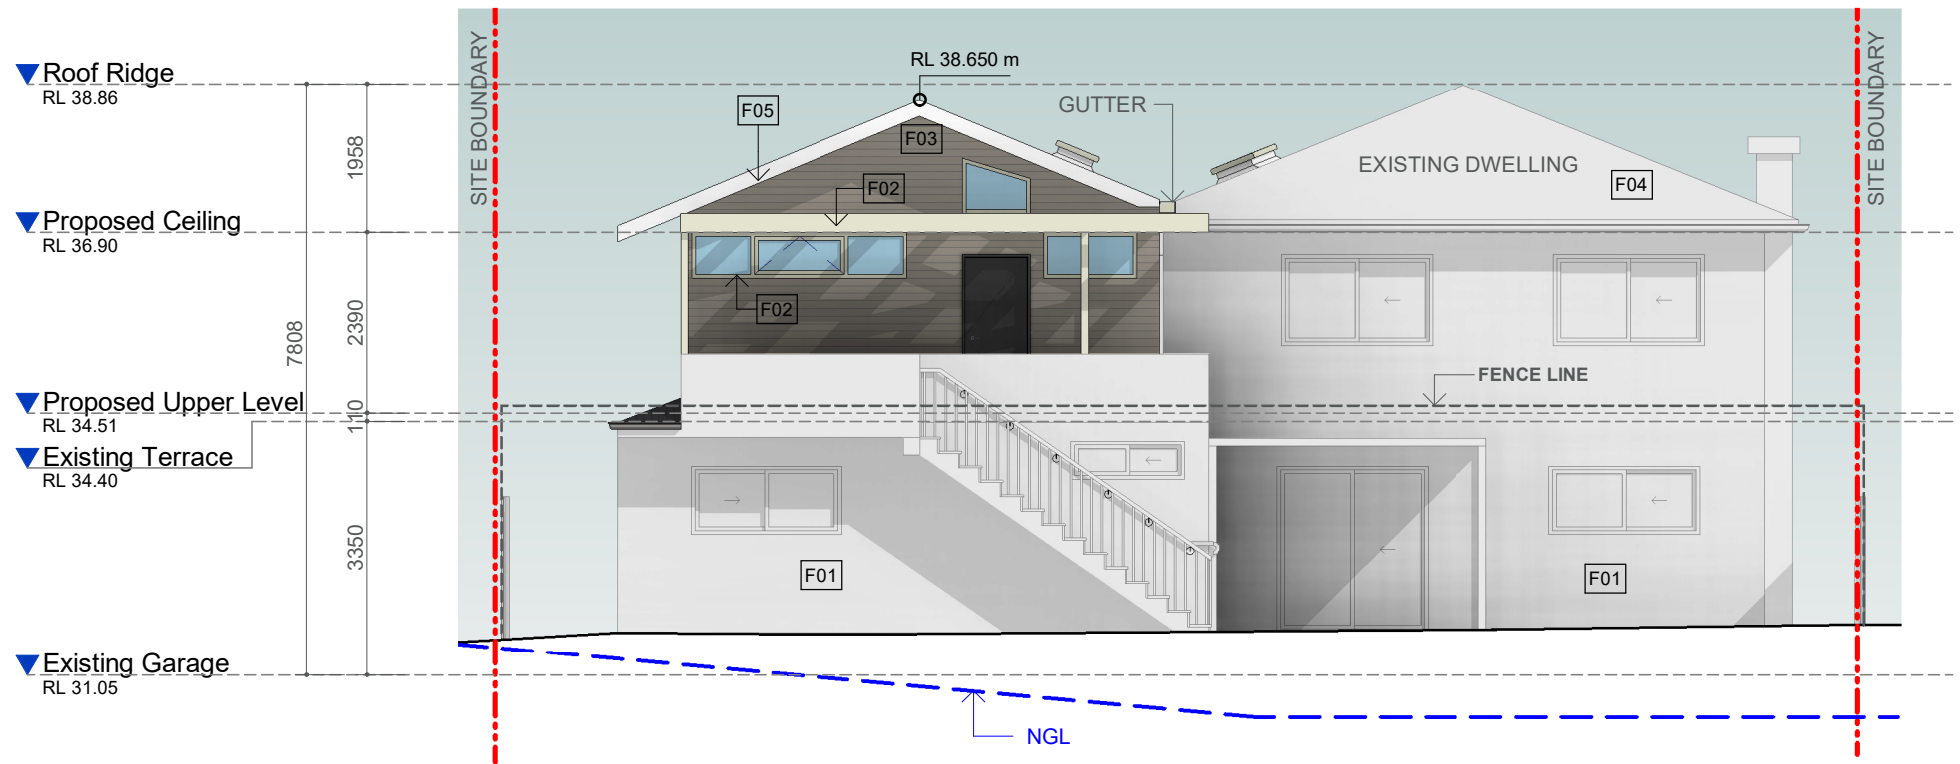 Roof Ridge
RL 38.86
Proposed Ceiling
RL 36.90
Proposed Upper Level
RL 34.51
Existing Terrace
RL 34.40
Existing Garage
RL 31.05
7808
1958
2390
110
3350
SITE BOUNDARY
RL 38.650 m
F05
F03
F02
F02
GUTTER
EXISTING DWELLING
F04
SITE BOUNDARY
FENCE LINE
F01
F01
NGL